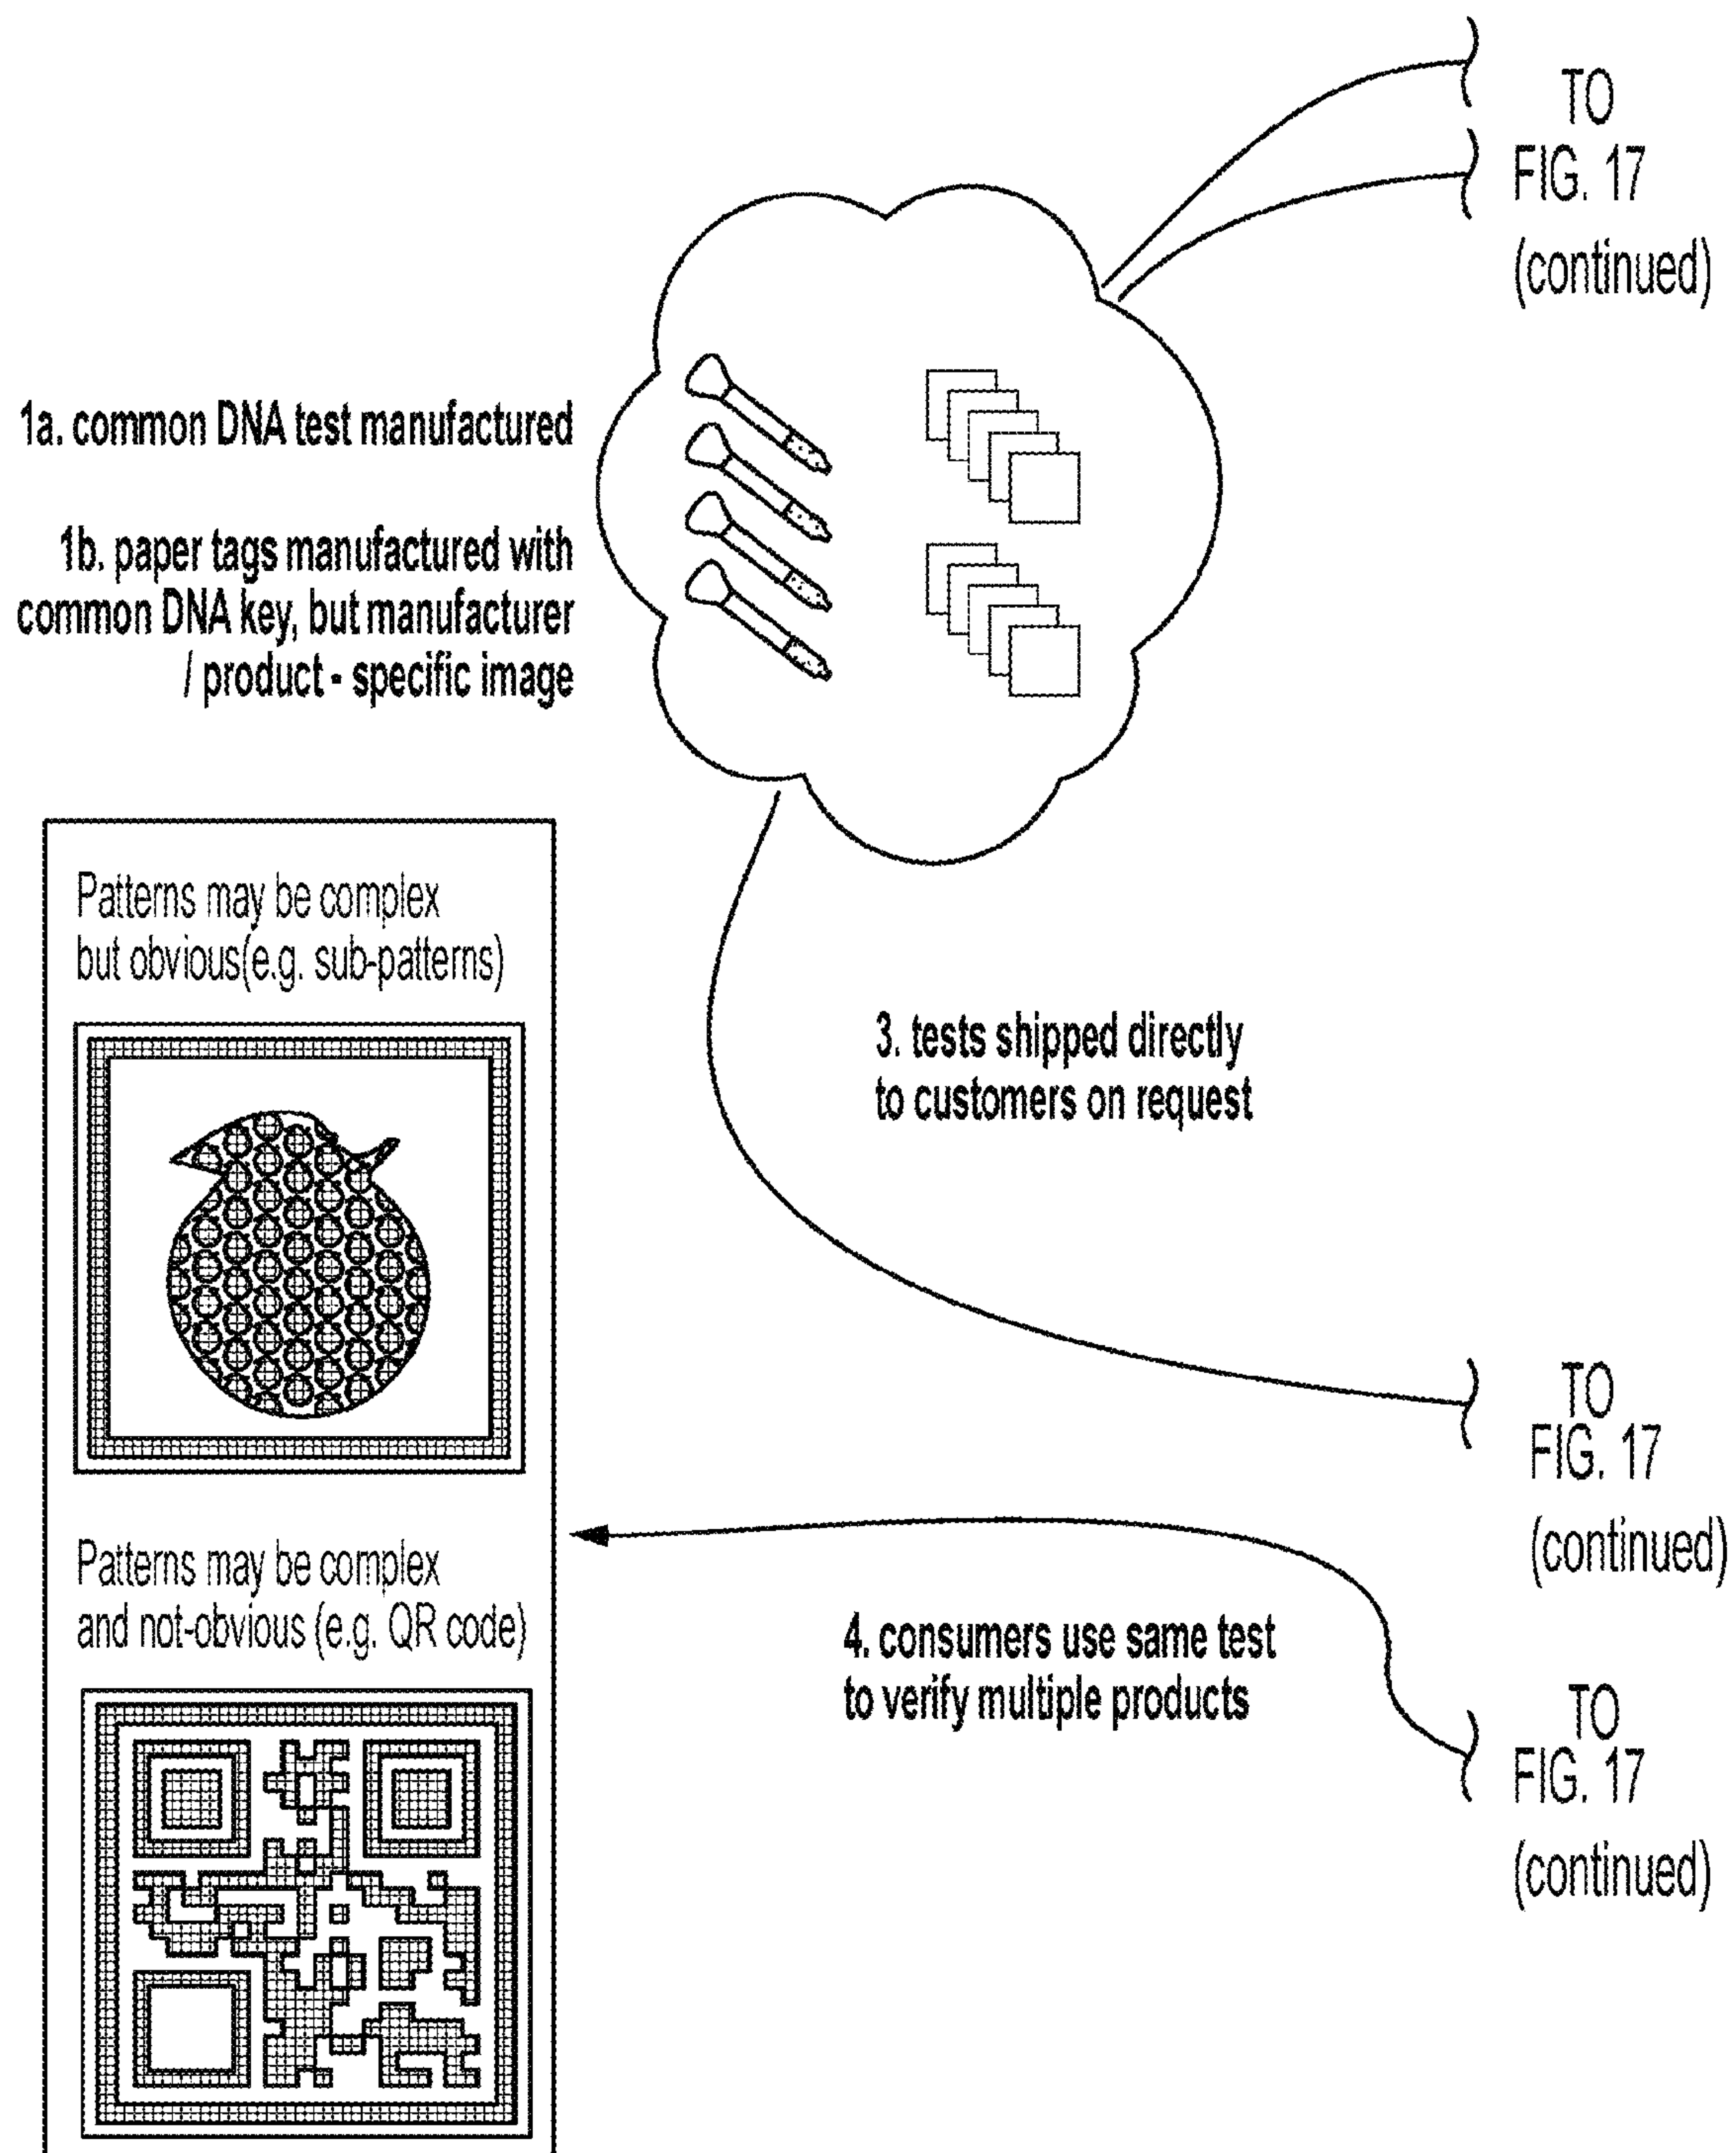 TO
FIG. 17
(continued)
1a. common DNA test manufactured
1b. paper tags manufactured with
common DNA key, but manufacturer
/ product - specific image
Patterns may be complex
but obvious(e.g. sub-patterns)
3. tests shipped directly
to customers on request
TO
FIG. 17
(continued)
Patterns may be complex
and not-obvious (e.g. QR code)
4. consumers use same test
to verify multiple products
TO
FIG. 17
(continued)